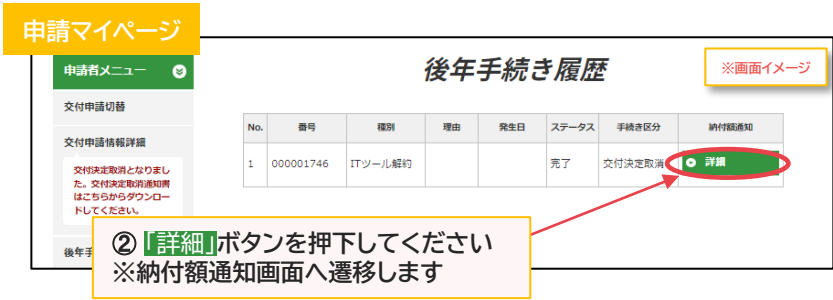 申請マイページ
申請者メニュー
後年手続き履歴
※画面イメージ
交付申請切替
交付申請情報詳細
No. 番号 種別 理由 発生日 ステータス 手続き区分 納付額通知
1 000001746 ITツール解約 完了 交付決定取消 詳細
交付決定取消となりまし
た。交付決定取消通知書
はこちらからダウンロー
ドしてください。
後年手
② 「詳細」ボタンを押下してください
※納付額通知画面へ遷移します